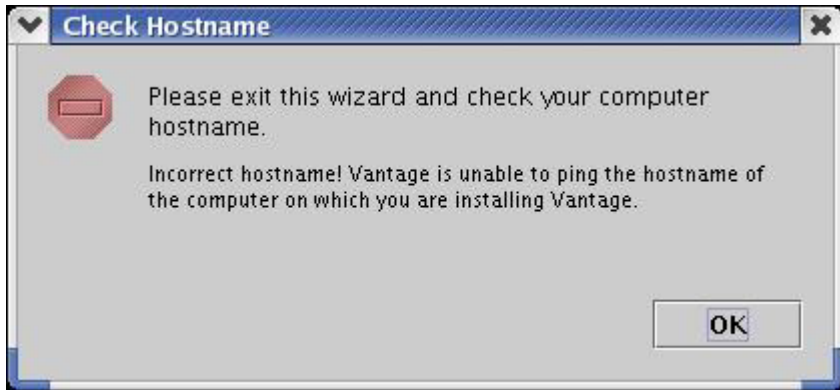 Check Hostname
Please exit this wizard and check your computer
hostname.
Incorrect hostname! Vantage is unable to ping the hostname of
the computer on which you are installing Vantage.
OK